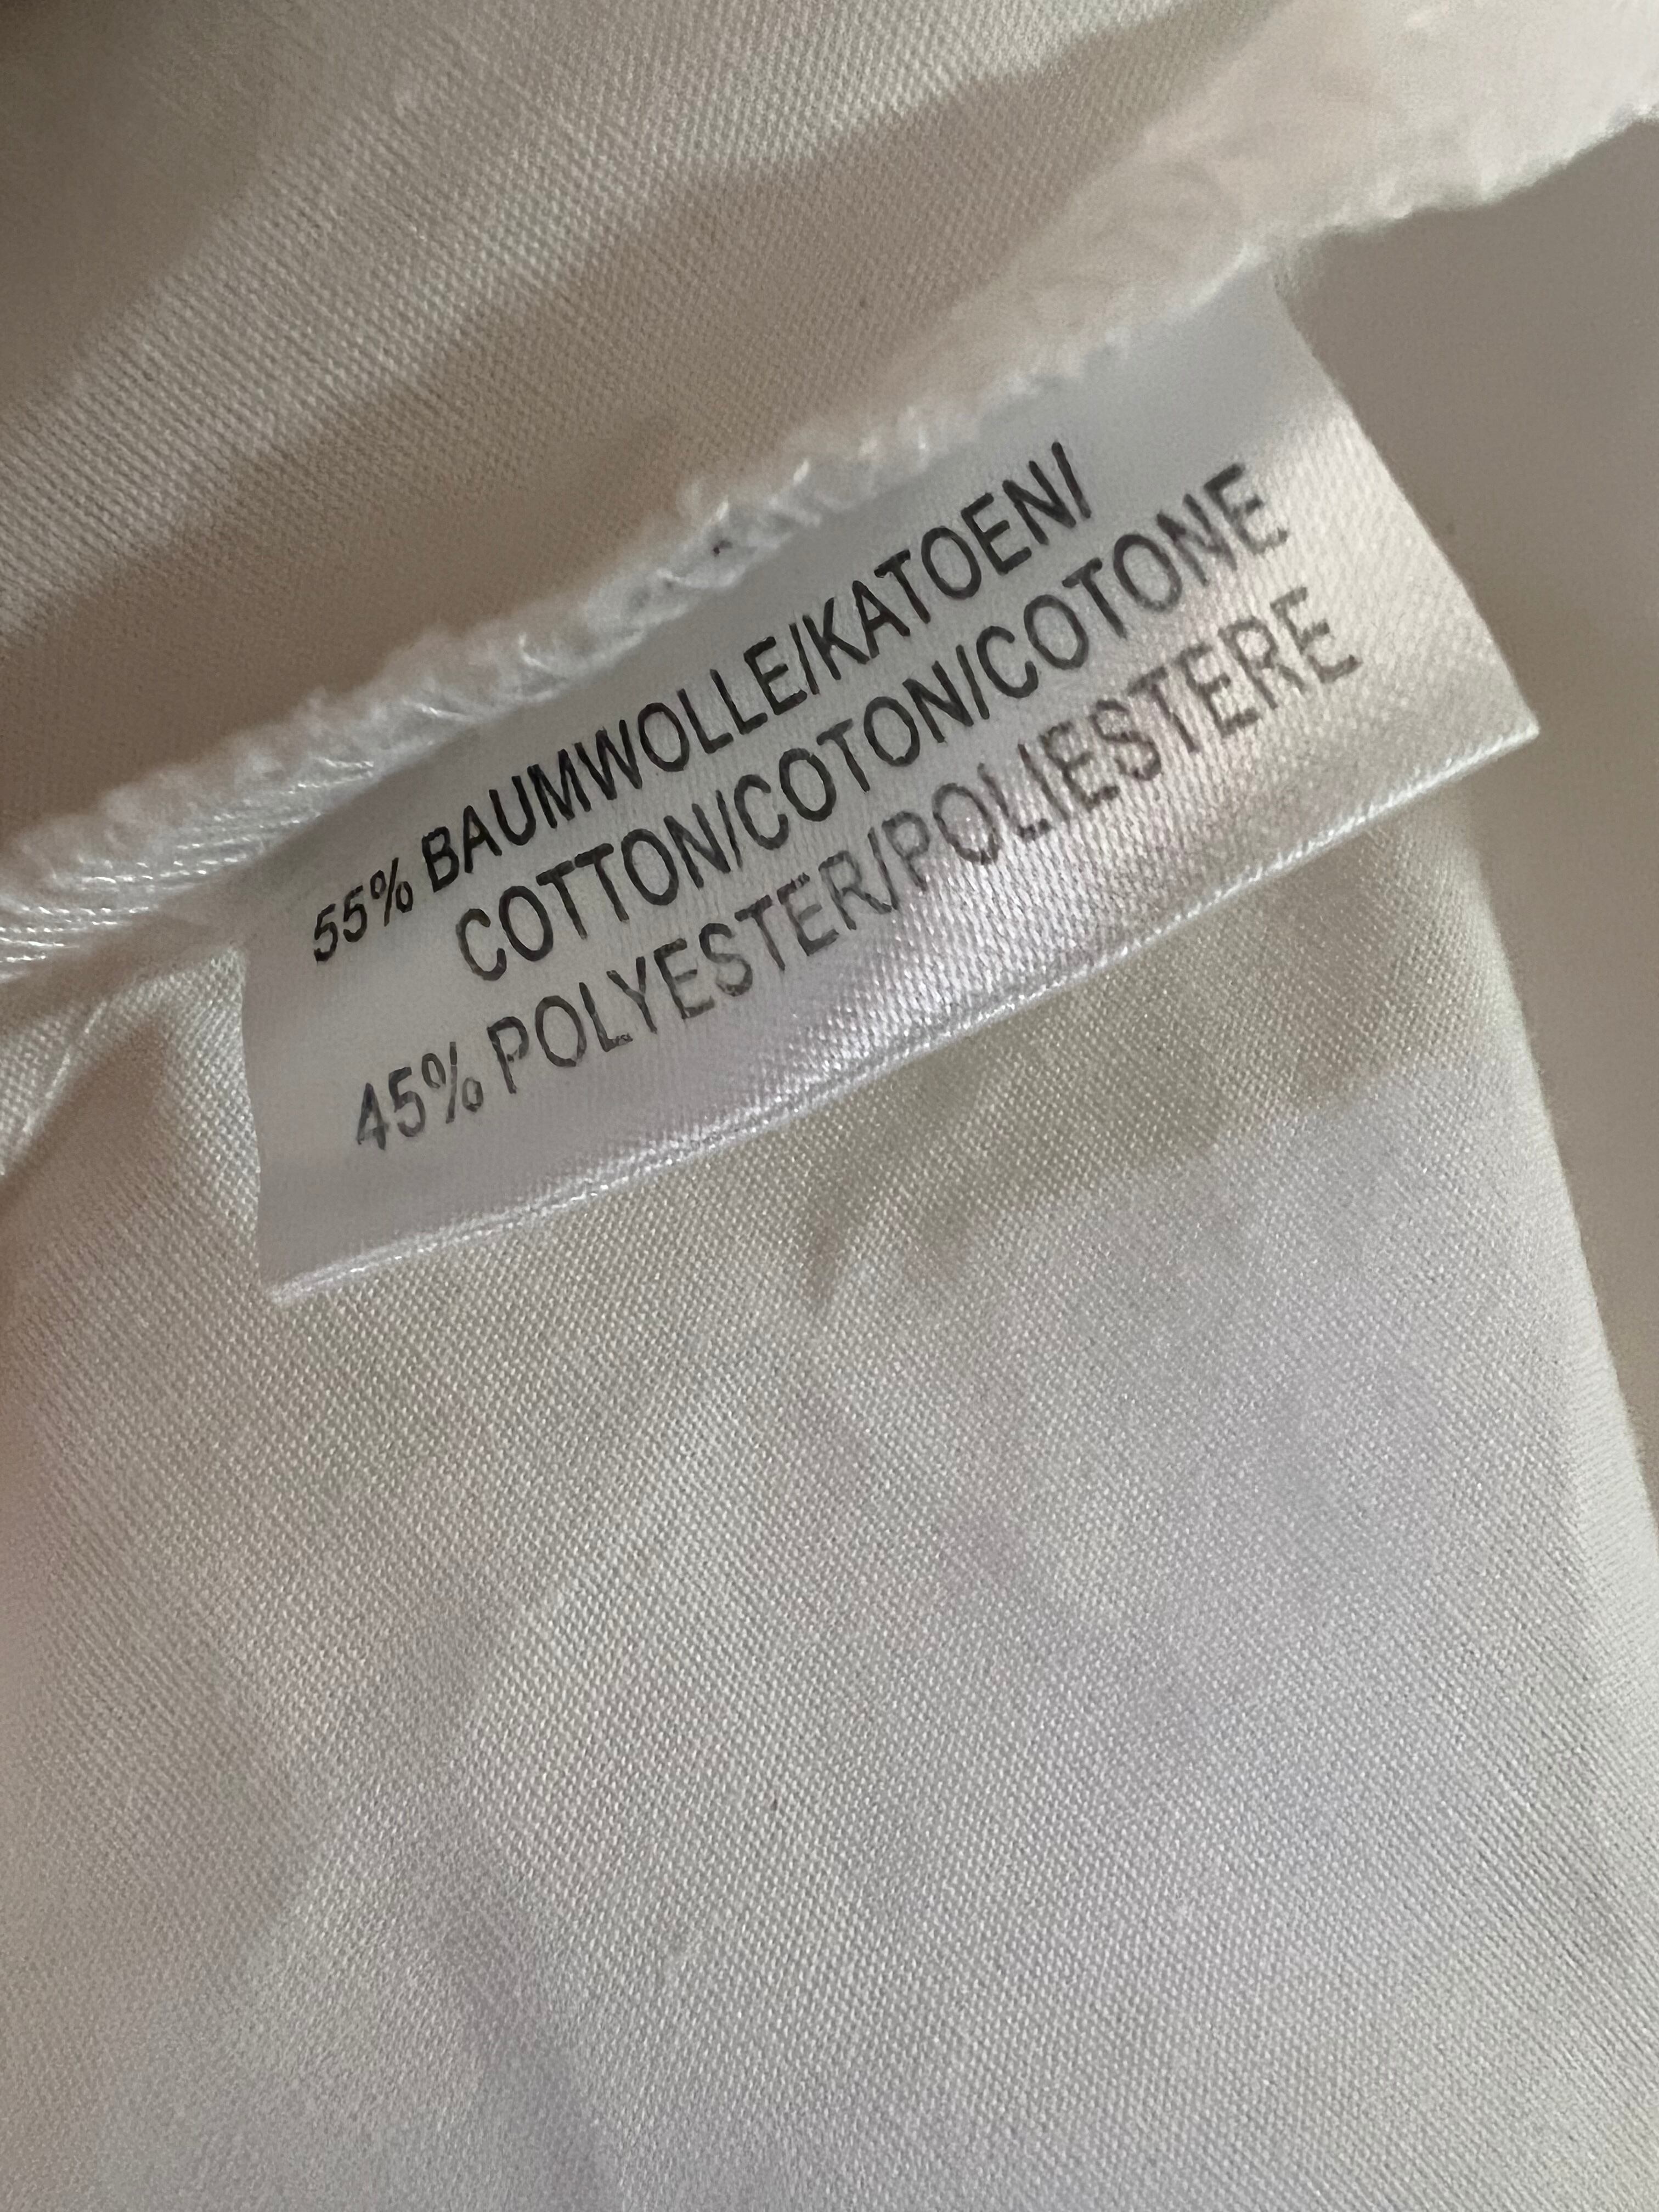 55% BAUMWOLLE/KATOEN/
COTTON/COTON/COTONE
45% POLYESTER/POLIESTERE